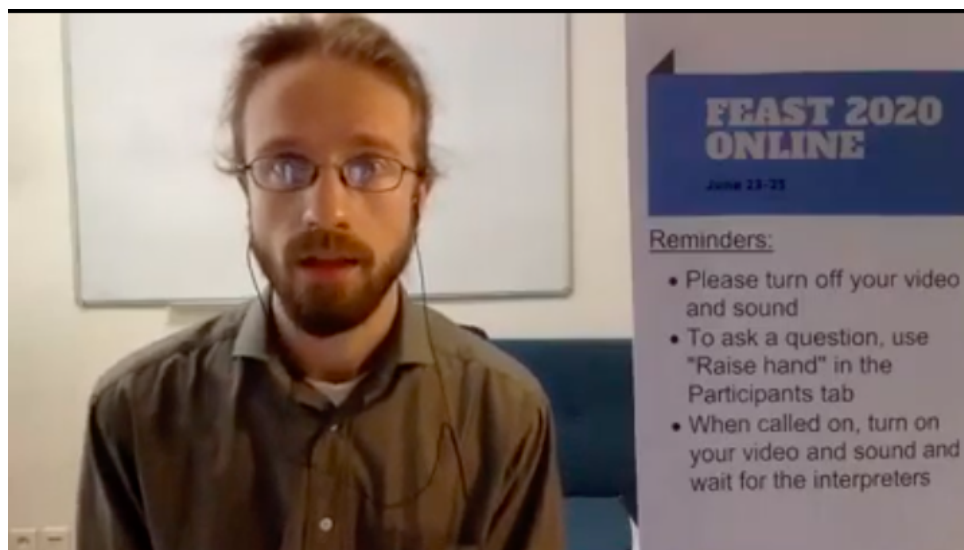 FEAST 2020
ONLINE
June 23-25
Reminders:
• Please turn off your video
and sound
• To ask a question, use
"Raise hand" in the
Participants tab
• When called on, turn on
your video and sound and
wait for the interpreters